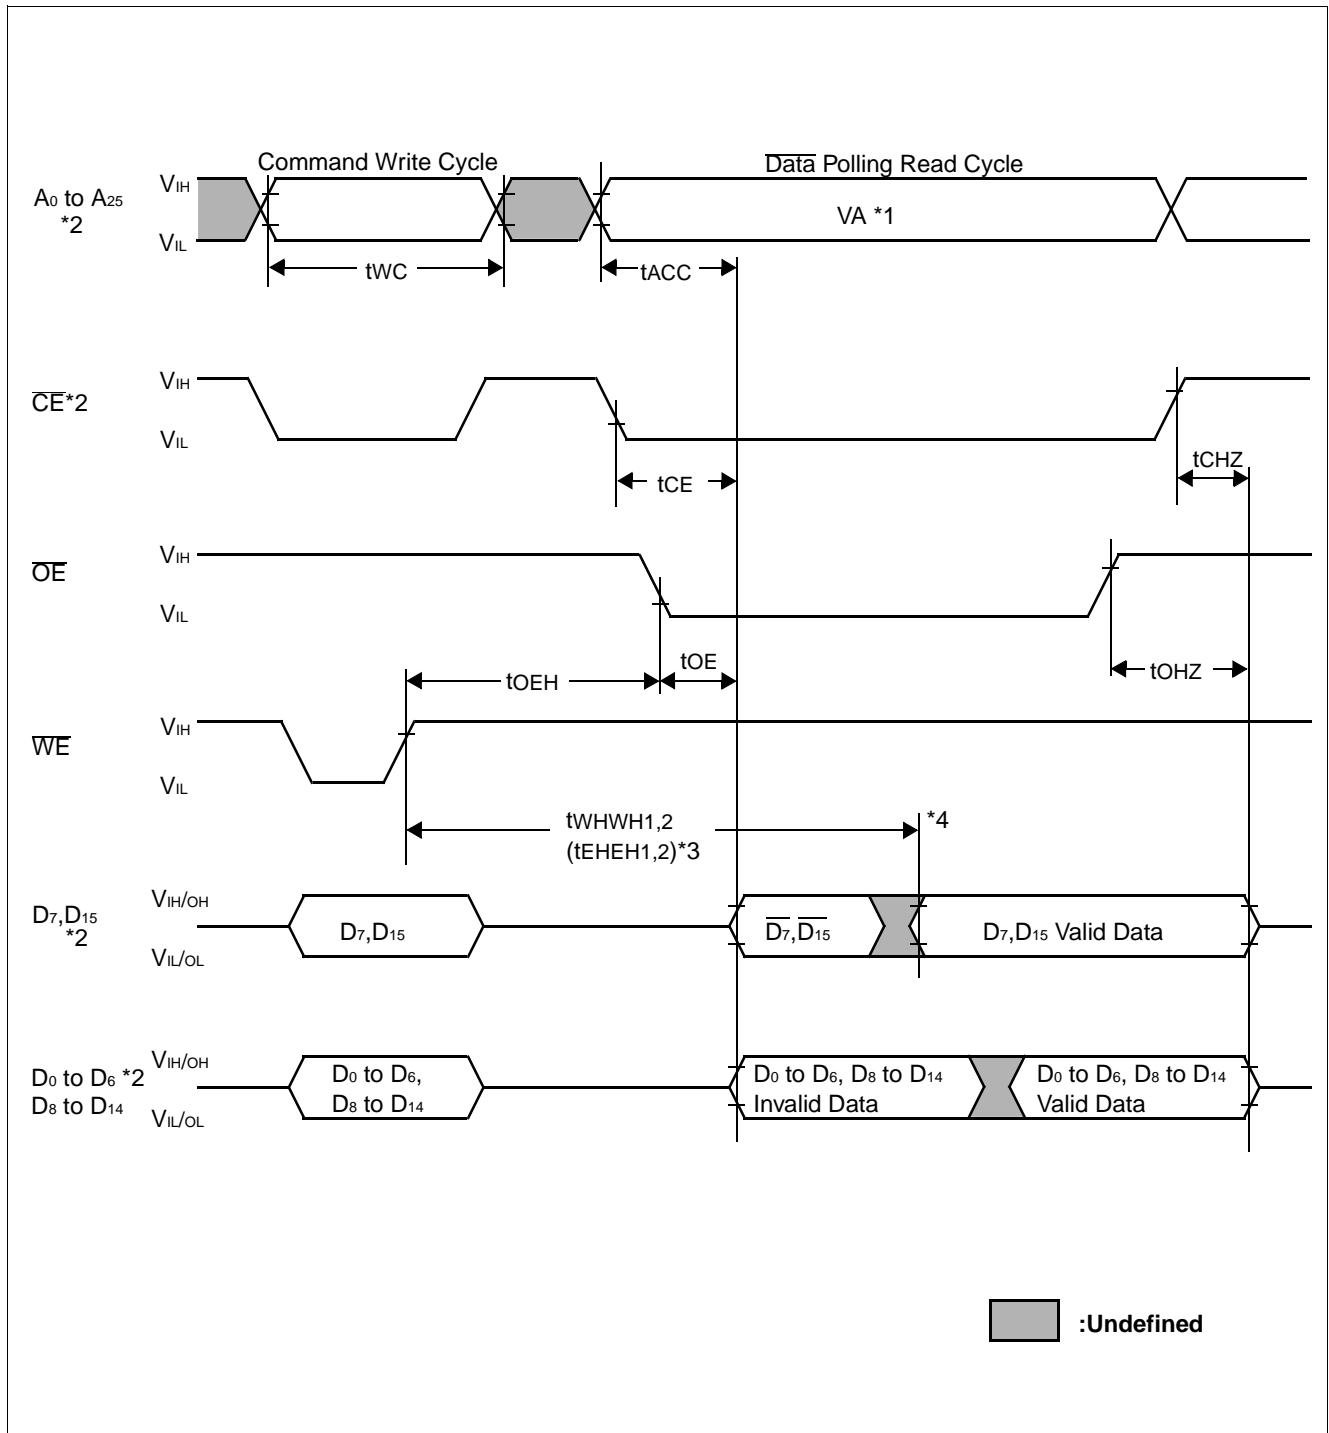 Command Write Cycle
Data Polling Read Cycle
A0 to A25
*2
VIH
VIL
VA *1
tWC
tACC
CE*2
VIH
VIL
tCE
tCHZ
OE
VIH
VIL
tOEH
tOE
tOHZ
WE
VIH
VIL
tWHWH1,2
(tEHEH1,2)*3
*4
D7,D15
*2
VIH/OH
VIL/OL
D7,D15
D7,D15
D7,D15 Valid Data
D0 to D6 *2
D8 to D14
VIH/OH
VIL/OL
D0 to D6,
D8 to D14
D0 to D6, D8 to D14
Invalid Data
D0 to D6, D8 to D14
Valid Data
:Undefined